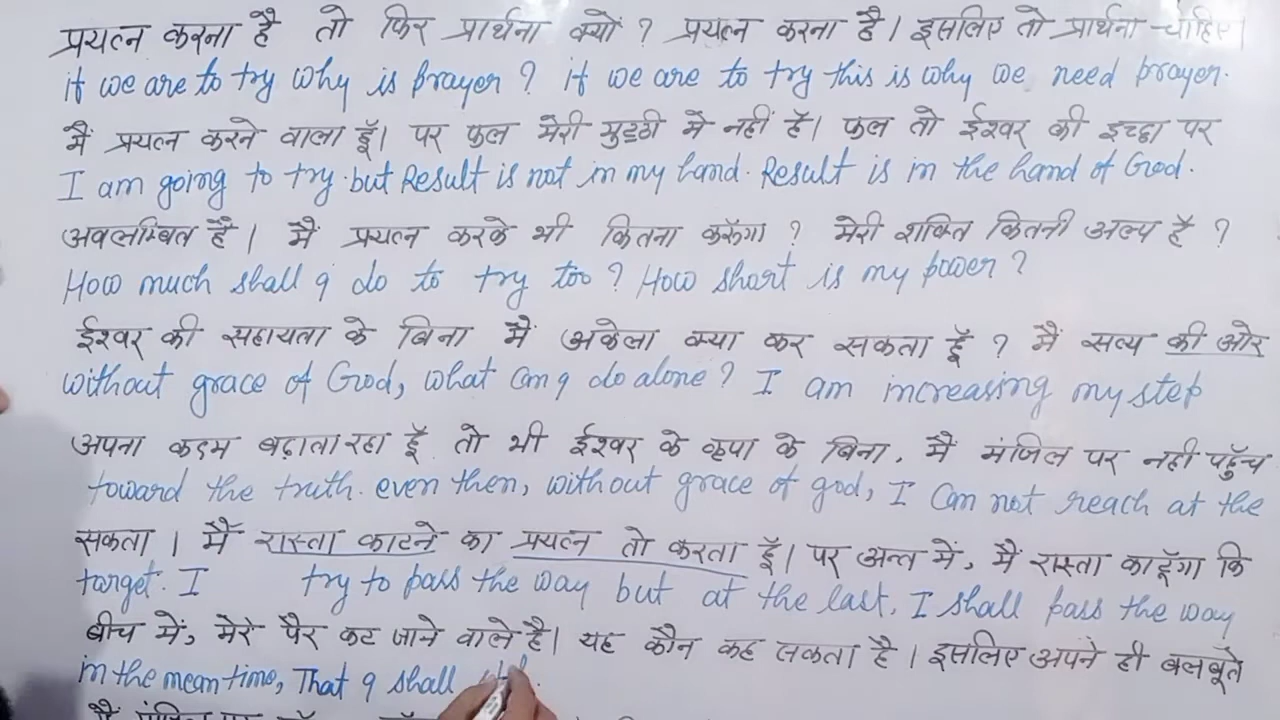 प्रयत्न करना है तो फिर प्रार्थना क्यों ? प्रयत्न करना है। इसलिए तो प्रार्थना चाहिए।
if we are to try why is prayer ? if we are to try this is why we need prayer.
मैं प्रयत्न करने वाला हूँ। पर फल मेरी मुट्ठी में नहीं है। फल तो ईश्वर की इच्छा पर
I am going to try. but Result is not in my hand. Result is in the hand of God.
अवलम्बित है। मैं प्रयत्न करके भी कितना करूँगा ? मेरी शक्ति कितनी अल्प है ?
How much shall I do to try too ? How short is my power ?
ईश्वर की सहायता के बिना मैं अकेला क्या कर सकता हूँ ? मैं सत्य की ओर
without grace of God, what can I do alone ? I am increasing my step
अपना कदम बढ़ाता रहा हूँ तो भी ईश्वर के कृपा के बिना, मैं मंजिल पर नही पहुँच
toward the truth. even then, without grace of god, I can not reach at the
सकता । मैं रास्ता काटने का प्रयत्न तो करता हूँ। पर अन्त में, मैं रास्ता काटूँगा कि
target. I try to pass the way but at the last, I shall pass the way
बीच में, मेरे पैर कट जाने वाले है। यह कौन कह सकता है। इसलिए अपने ही बलबूते
in the mean time, That I shall